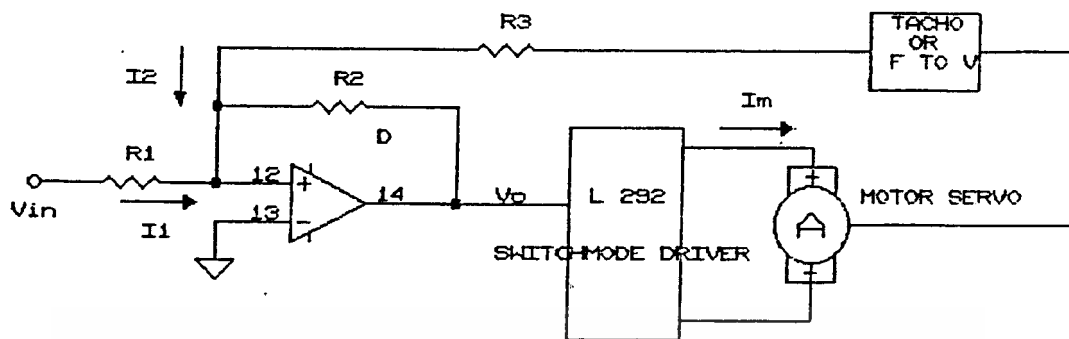 R3
TACHO
OR
F TO V
I2
R2
Im
D
R1
12
+
14
Vo
L 292
+
MOTOR SERVO
Vin
I1
13
-
A
SWITCHMODE DRIVER
+